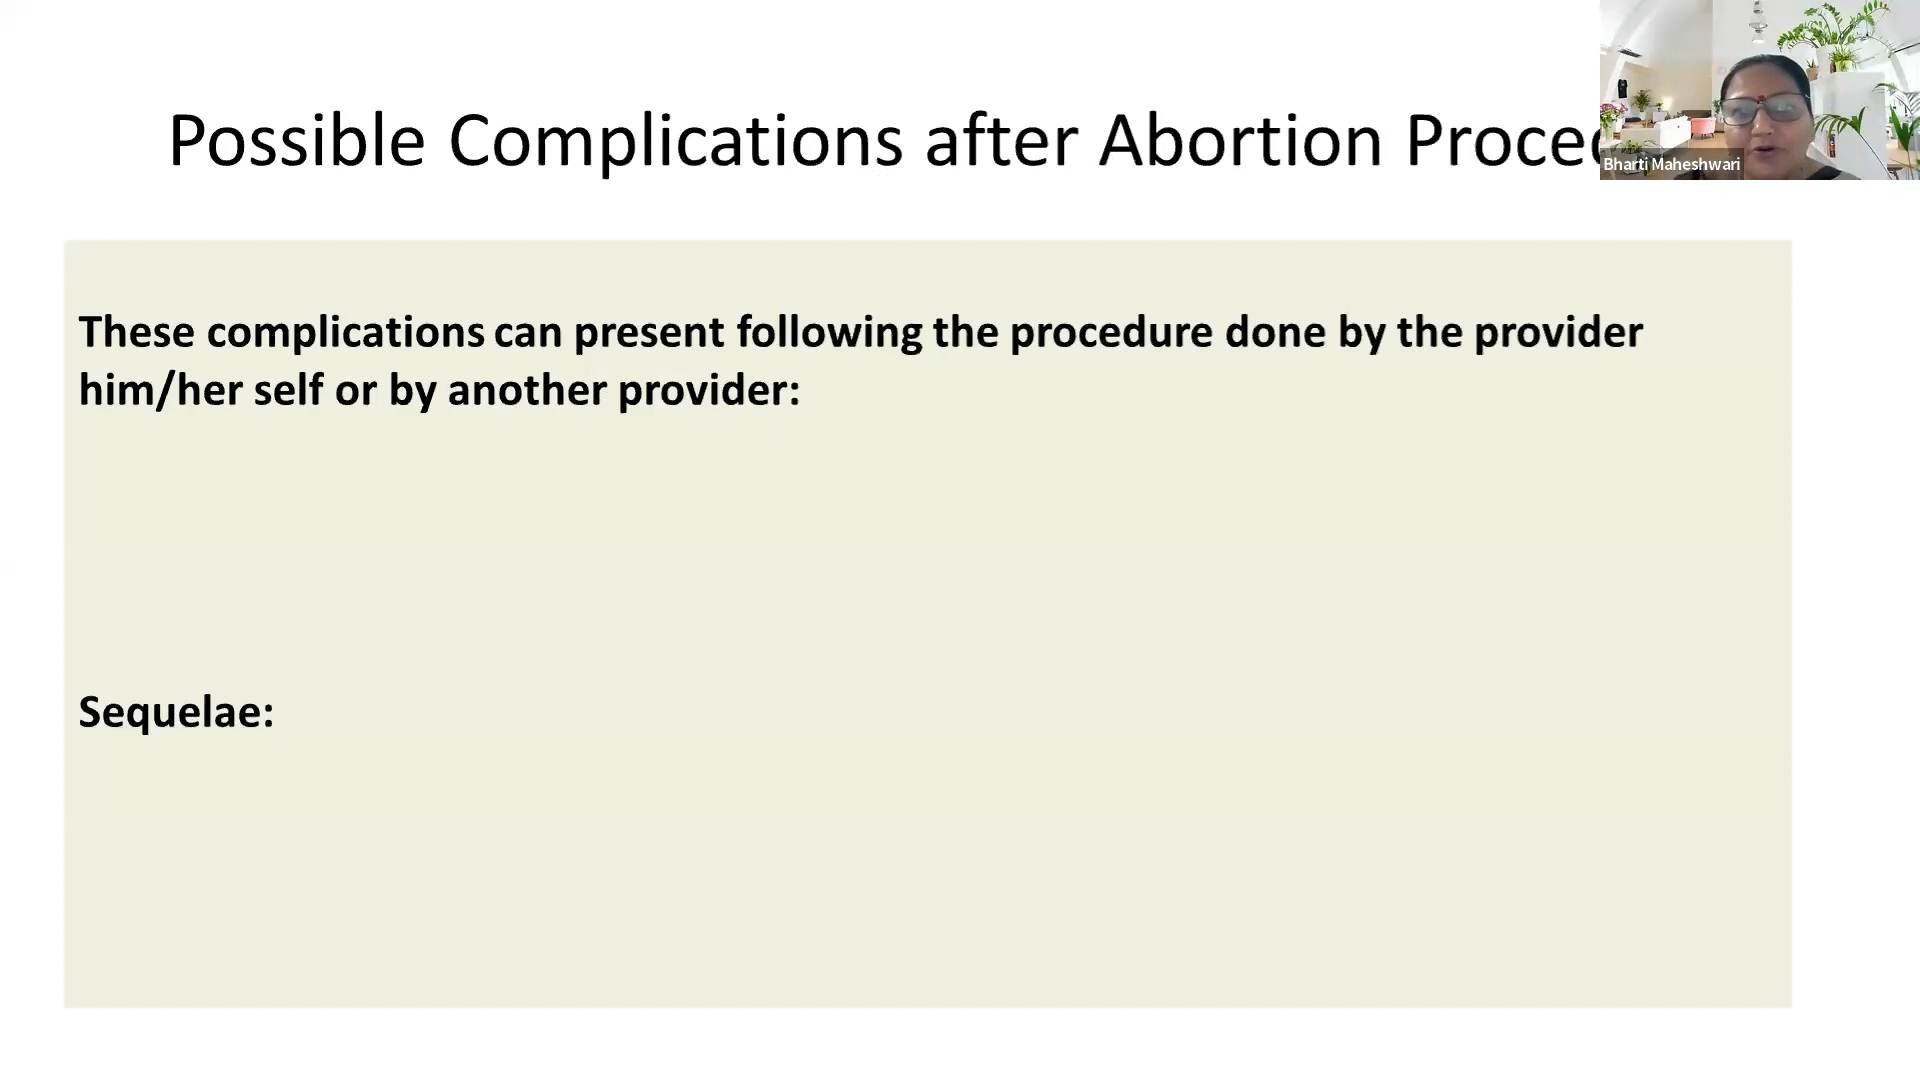 Possible Complications after Abortion Proced
Bharti Maheshwari
These complications can present following the procedure done by the provider
him/her self or by another provider:
Sequelae: